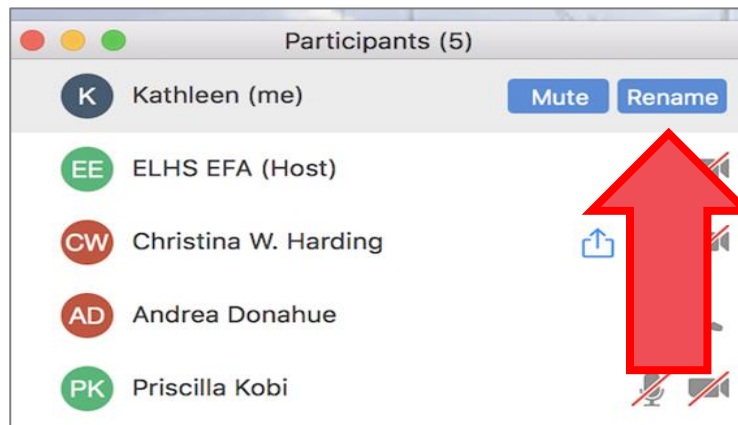 Participants (5)
K Kathleen (me) Mute Rename
EE ELHS EFA (Host)
CW Christina W. Harding
AD Andrea Donahue
PK Priscilla Kobi